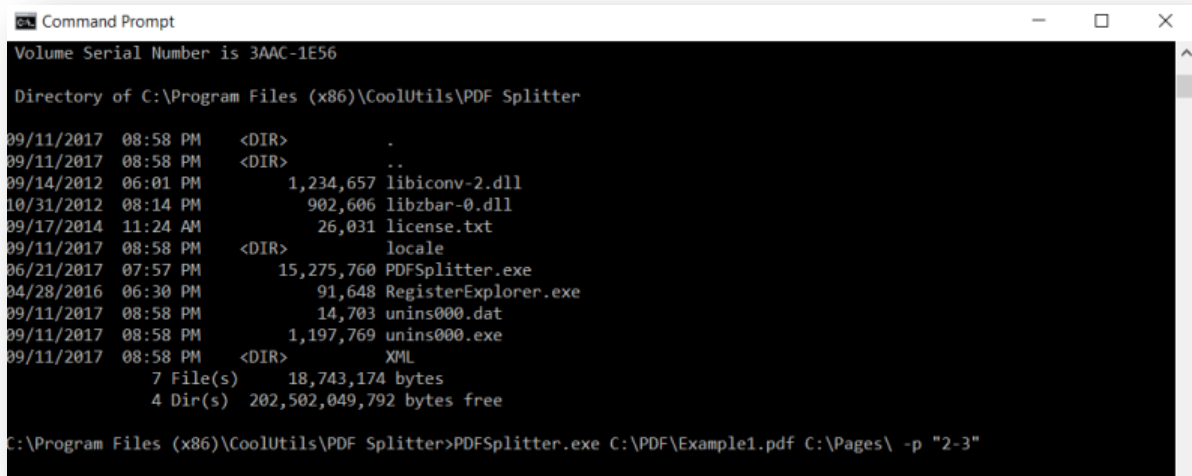 Command Prompt
Volume Serial Number is 3AAC-1E56
Directory of C:\Program Files (x86)\CoolUtils\PDF Splitter
09/11/2017  08:58 PM    <DIR>          .
09/11/2017  08:58 PM    <DIR>          ..
09/14/2012  06:01 PM         1,234,657 libiconv-2.dll
10/31/2012  08:14 PM           902,606 libzbar-0.dll
09/17/2014  11:24 AM            26,031 license.txt
09/11/2017  08:58 PM    <DIR>          locale
06/21/2017  07:57 PM        15,275,760 PDFSplitter.exe
04/28/2016  06:30 PM            91,648 RegisterExplorer.exe
09/11/2017  08:58 PM            14,703 unins000.dat
09/11/2017  08:58 PM         1,197,769 unins000.exe
09/11/2017  08:58 PM    <DIR>          XML
7 File(s)     18,743,174 bytes
4 Dir(s)  202,502,049,792 bytes free
C:\Program Files (x86)\CoolUtils\PDF Splitter>PDFSplitter.exe C:\PDF\Example1.pdf C:\Pages\ -p "2-3"